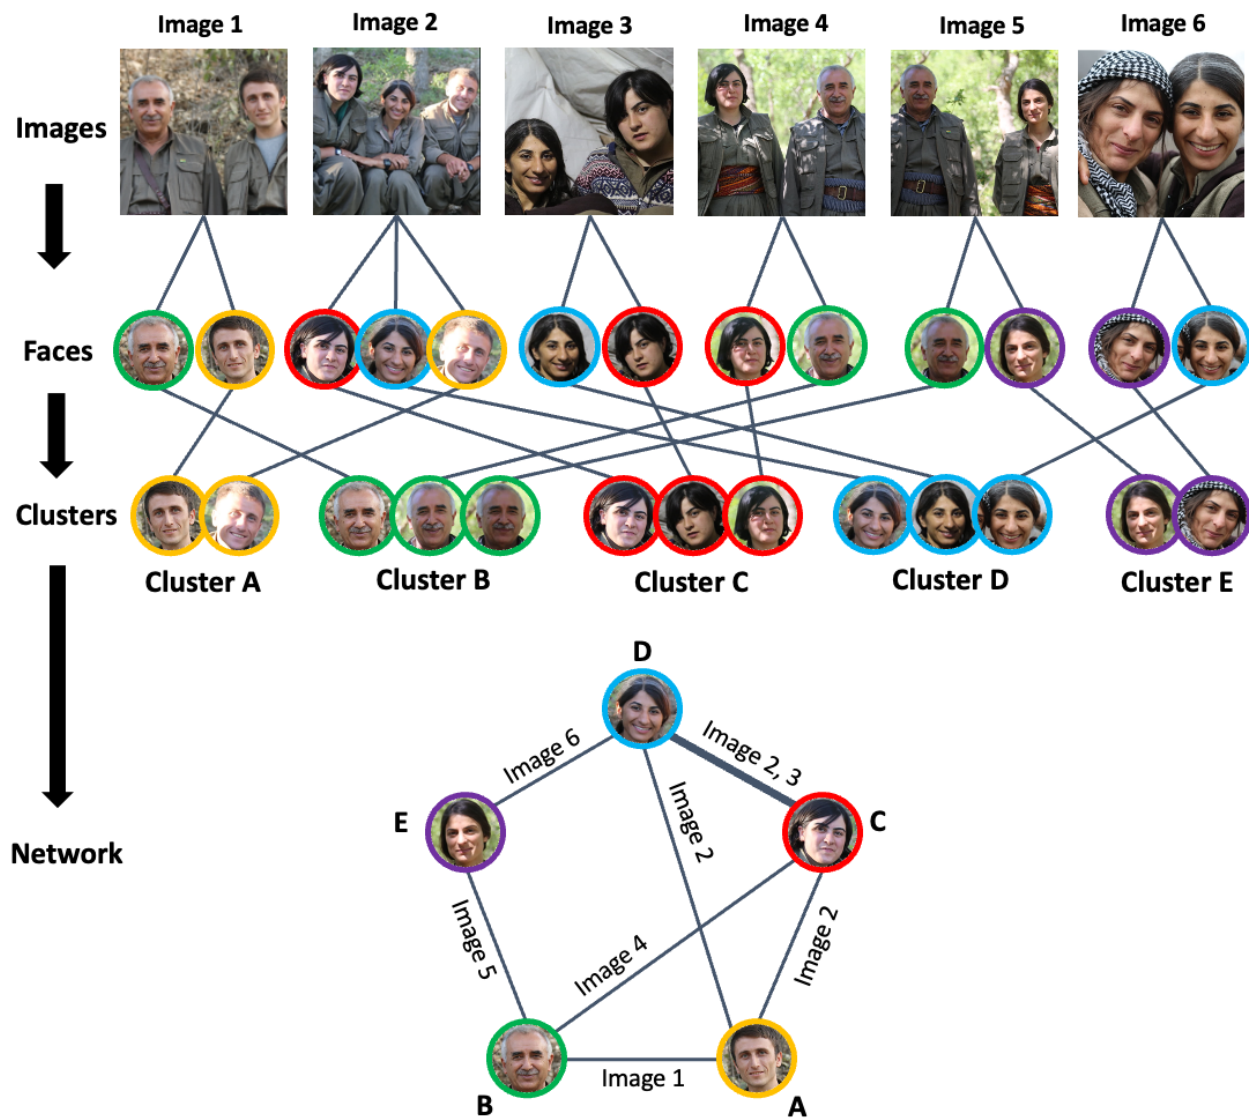 Image 1
Image 2
Image 3
Image 4
Image 5
Image 6
Images
Faces
Clusters
Cluster A
Cluster B
Cluster C
Cluster D
Cluster E
D
Image 6
Image 2, 3
E
Image 2
C
Network
Image 5
Image 4
Image 2
Image 1
B
A